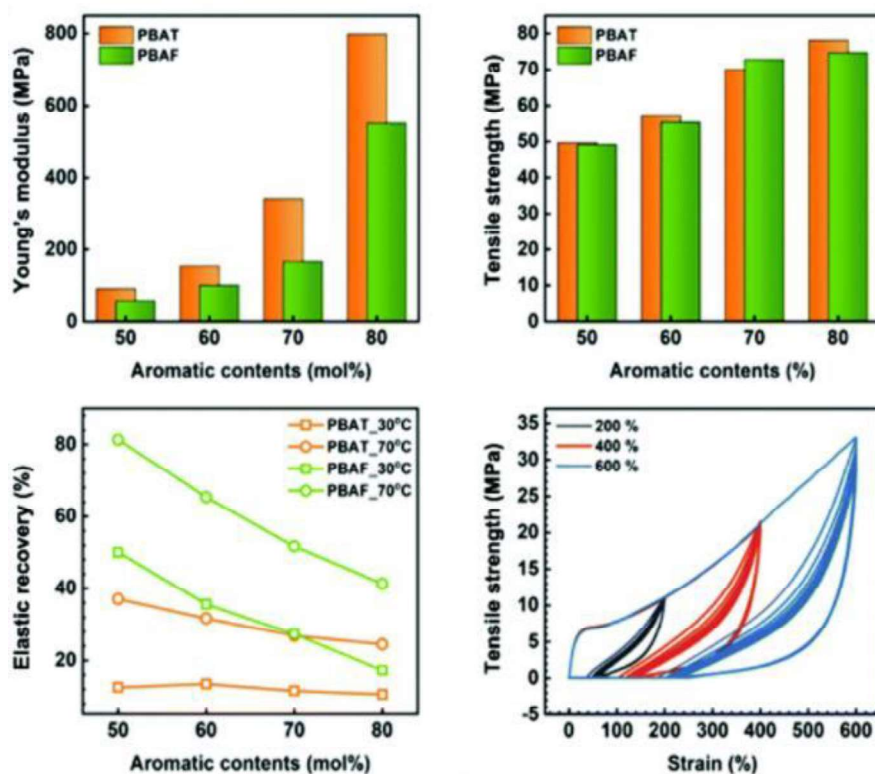 Young's modulus (MPa)
800
600
400
200
0
PBAT
PBAF
50 60 70 80
Aromatic contents (mol%)
Tensile strength (MPa)
80
70
60
50
40
30
20
10
0
PBAT
PBAF
50 60 70 80
Aromatic contents (%)
Elastic recovery (%)
80
60
40
20
PBAT_30°C
PBAT_70°C
PBAF_30°C
PBAF_70°C
50 60 70 80
Aromatic contents (mol%)
Tensile strength (MPa)
35
30
25
20
15
10
5
0
-5
200 %
400 %
600 %
0 100 200 300 400 500 600
Strain (%)